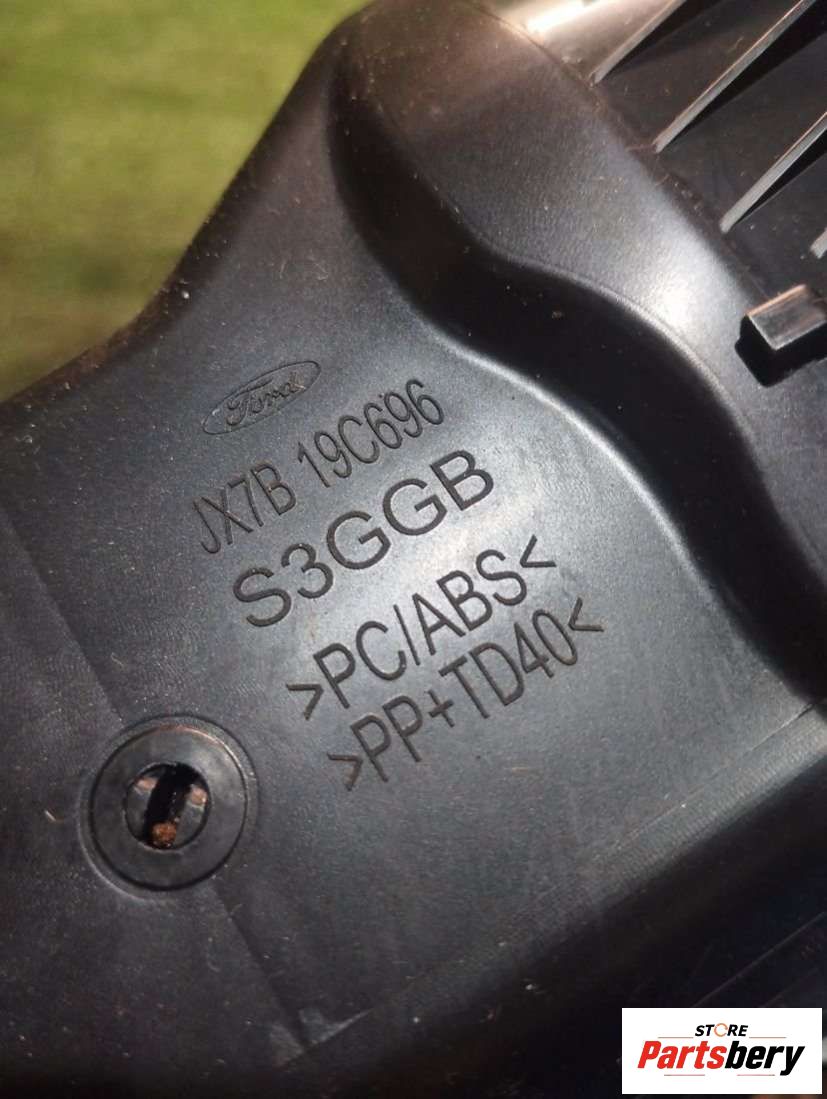 Ford
JX7B 19C696
S3GGB
>PC/ABS<
>PP+TD40<
STORE
Partsbery